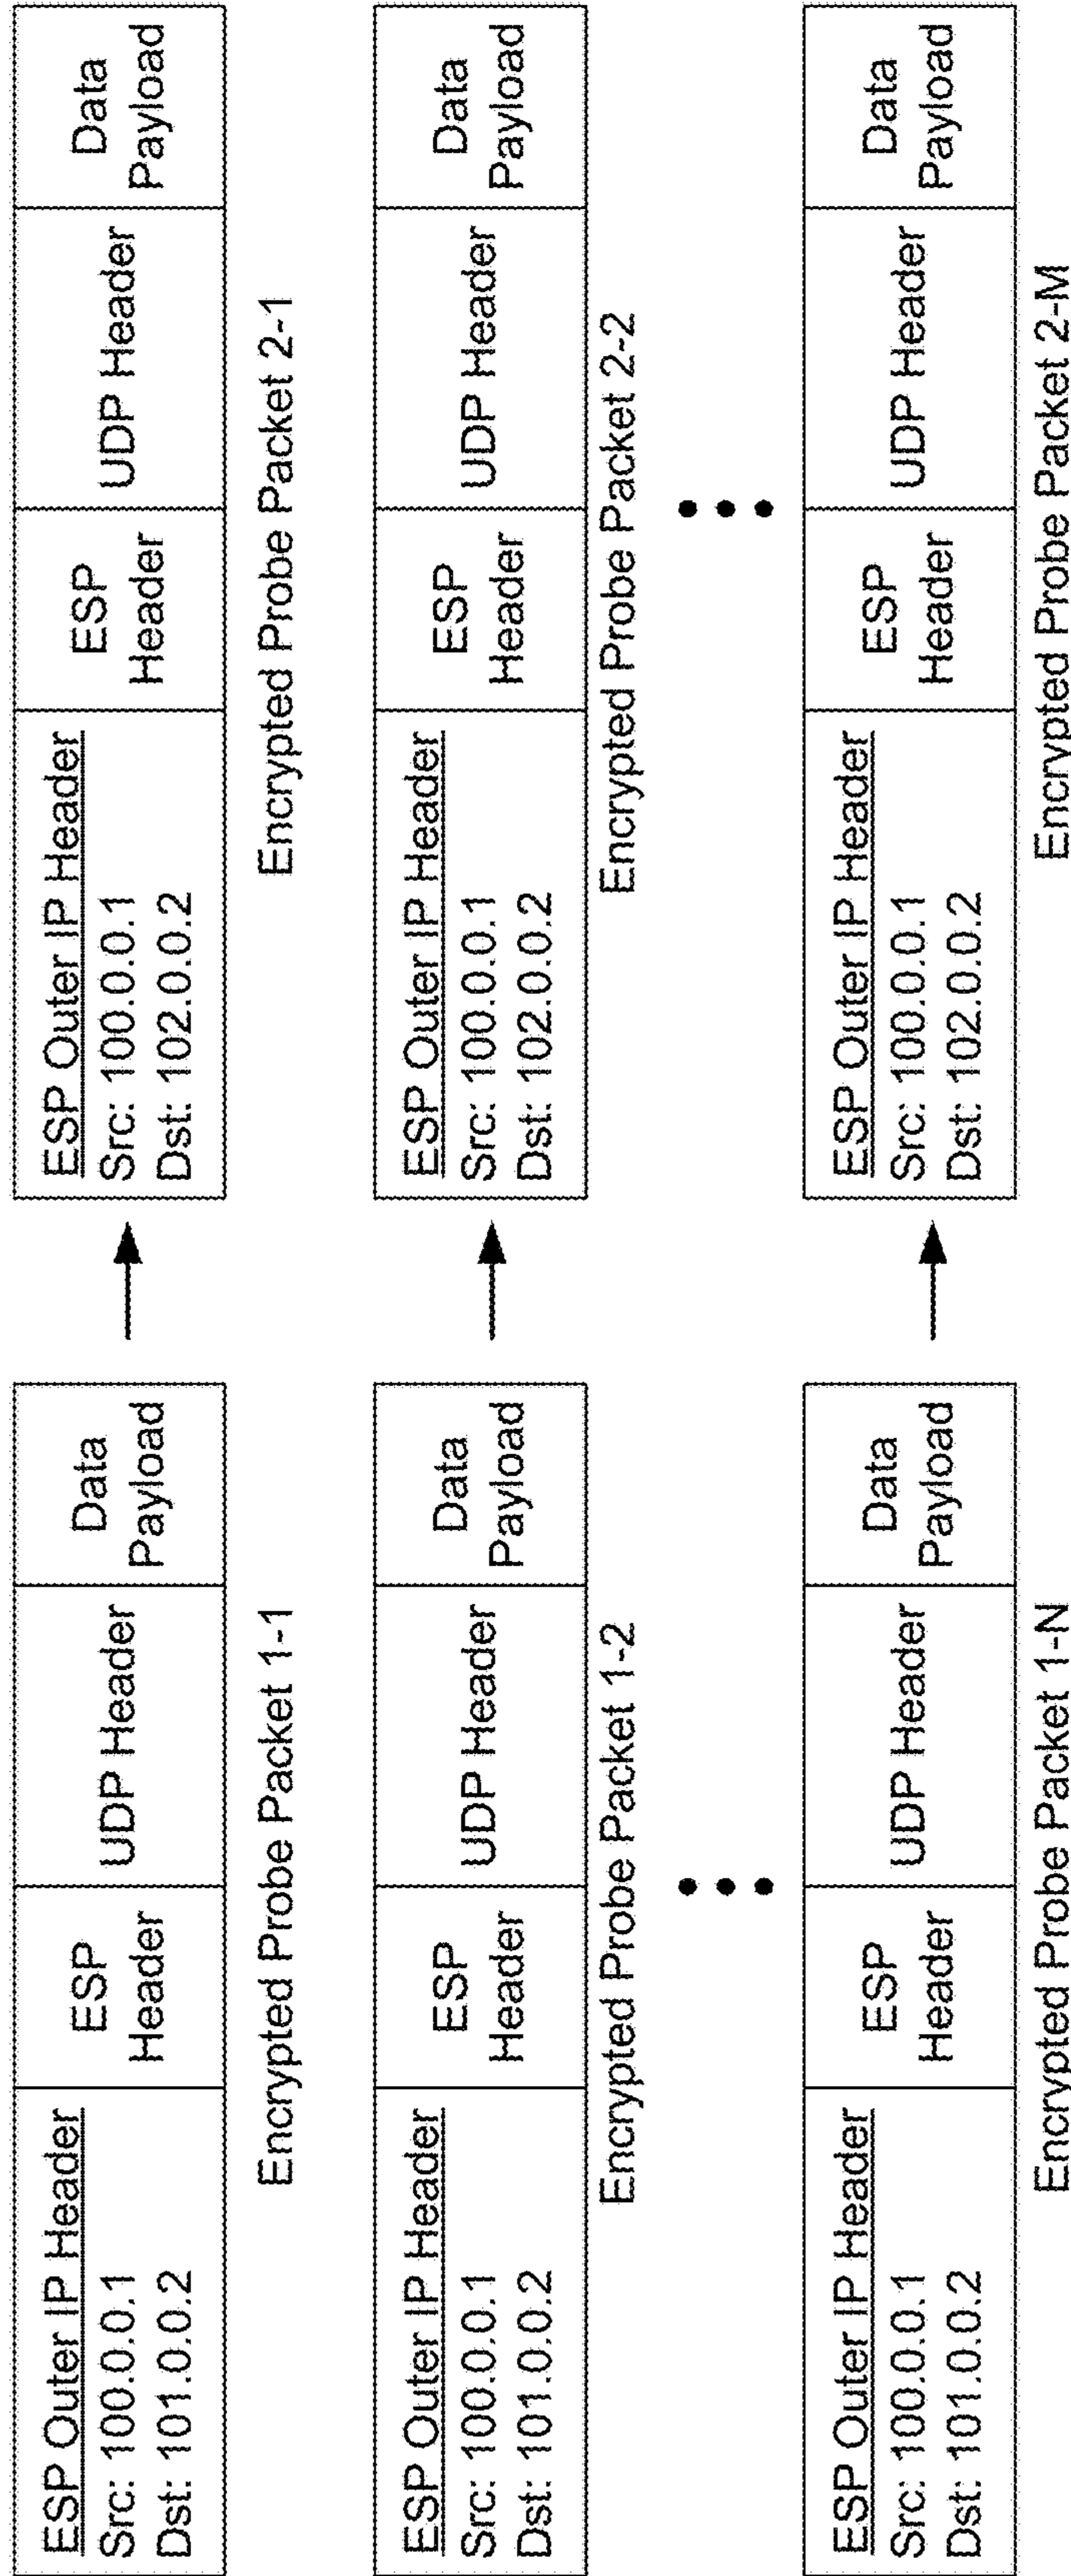 ESP Outer IP Header
Src: 100.0.0.1
Dst: 101.0.0.2
ESP
Header
UDP Header
Data
Payload
Encrypted Probe Packet 1-1
ESP Outer IP Header
Src: 100.0.0.1
Dst: 102.0.0.2
ESP
Header
UDP Header
Data
Payload
Encrypted Probe Packet 2-1
ESP Outer IP Header
Src: 100.0.0.1
Dst: 101.0.0.2
ESP
Header
UDP Header
Data
Payload
Encrypted Probe Packet 1-2
ESP Outer IP Header
Src: 100.0.0.1
Dst: 102.0.0.2
ESP
Header
UDP Header
Data
Payload
Encrypted Probe Packet 2-2
ESP Outer IP Header
Src: 100.0.0.1
Dst: 101.0.0.2
ESP
Header
UDP Header
Data
Payload
Encrypted Probe Packet 1-N
ESP Outer IP Header
Src: 100.0.0.1
Dst: 102.0.0.2
ESP
Header
UDP Header
Data
Payload
Encrypted Probe Packet 2-M